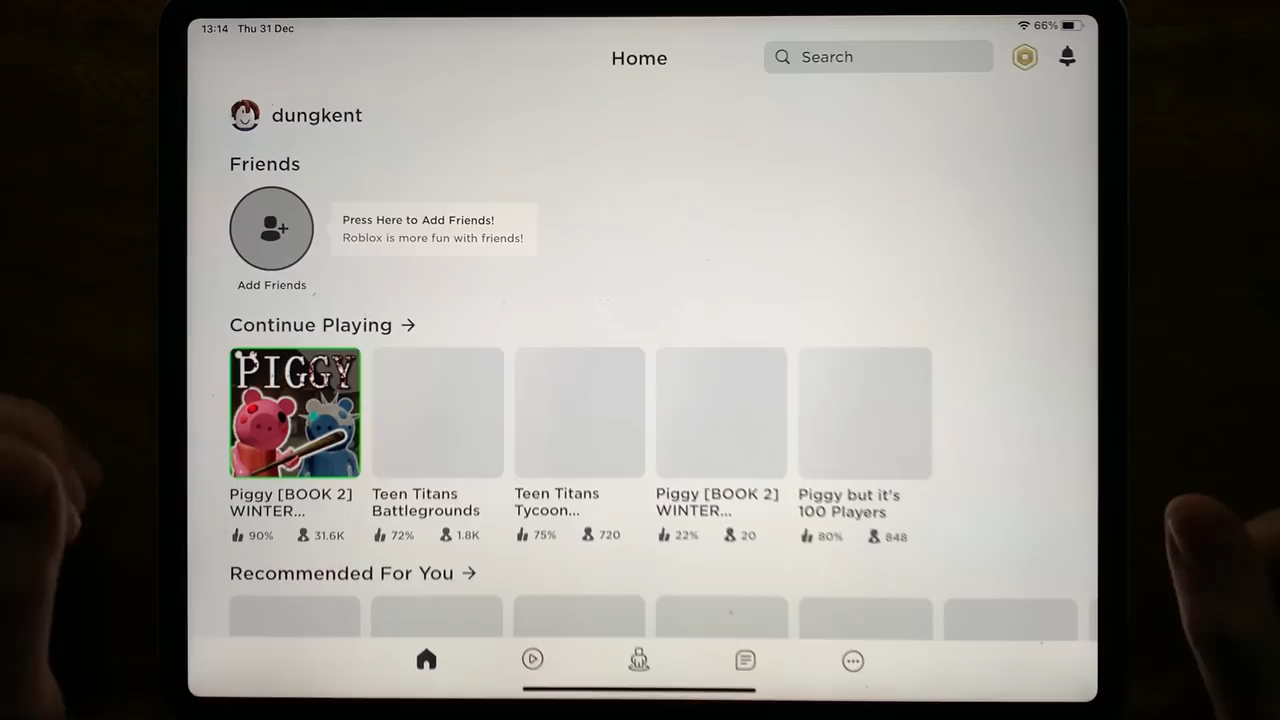 13:14 Thu 31 Dec
66%
Home
Search
dungkent
Friends
Press Here to Add Friends!
Roblox is more fun with friends!
Add Friends
Continue Playing →
PIGGY
Piggy [BOOK 2]
WINTER...
90% 31.6K
Teen Titans
Battlegrounds
72% 1.8K
Teen Titans
Tycoon...
75% 720
Piggy [BOOK 2]
WINTER...
22% 20
Piggy but it's
100 Players
80% 848
Recommended For You →